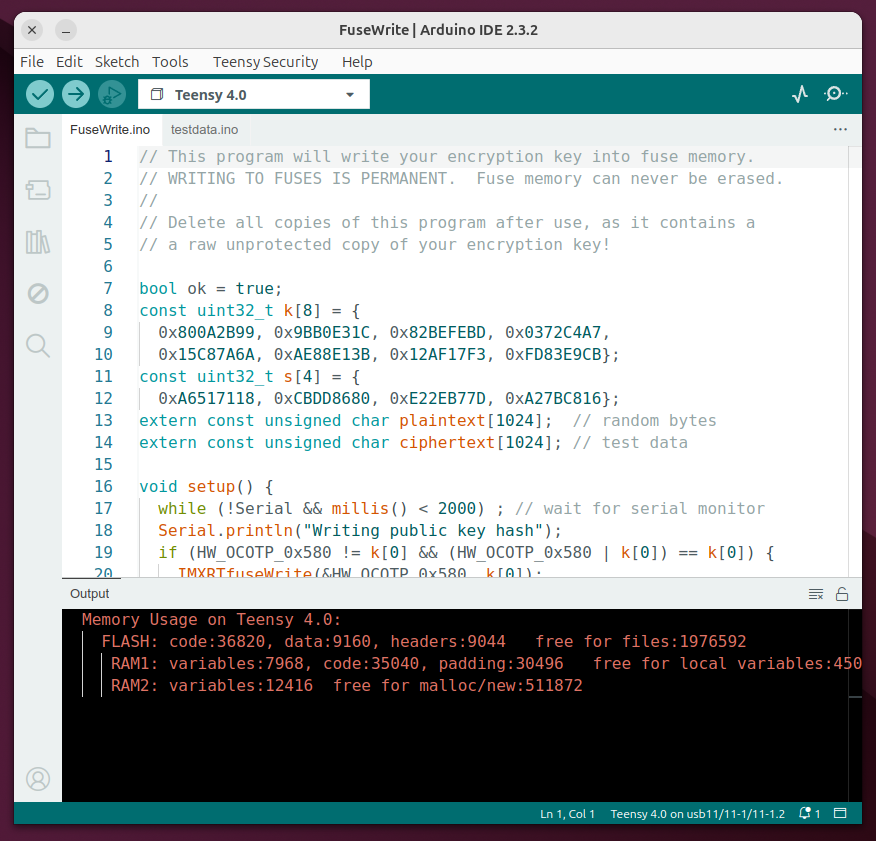 FuseWrite | Arduino IDE 2.3.2
File Edit Sketch Tools Teensy Security Help
Teensy 4.0
FuseWrite.ino testdata.ino
1 // This program will write your encryption key into fuse memory.
2 // WRITING TO FUSES IS PERMANENT.  Fuse memory can never be erased.
3 //
4 // Delete all copies of this program after use, as it contains a
5 // a raw unprotected copy of your encryption key!
6
7 bool ok = true;
8 const uint32_t k[8] = {
9   0x800A2B99, 0x9BB0E31C, 0x82BEFEBD, 0x0372C4A7,
10   0x15C87A6A, 0xAE88E13B, 0x12AF17F3, 0xFD83E9CB};
11 const uint32_t s[4] = {
12   0xA6517118, 0xCBDD8680, 0xE22EB77D, 0xA27BC816};
13 extern const unsigned char plaintext[1024];  // random bytes
14 extern const unsigned char ciphertext[1024]; // test data
15
16 void setup() {
17   while (!Serial && millis() < 2000) ; // wait for serial monitor
18   Serial.println("Writing public key hash");
19   if (HW_OCOTP_0x580 != k[0] && (HW_OCOTP_0x580 | k[0]) == k[0]) {
20     IMXRTfuseWrite(&HW_OCOTP_0x580, k[0]);
Output
Memory Usage on Teensy 4.0:
FLASH: code:36820, data:9160, headers:9044   free for files:1976592
RAM1: variables:7968, code:35040, padding:30496   free for local variables:450
RAM2: variables:12416  free for malloc/new:511872
Ln 1, Col 1 Teensy 4.0 on usb11/11-1/11-1.2 1